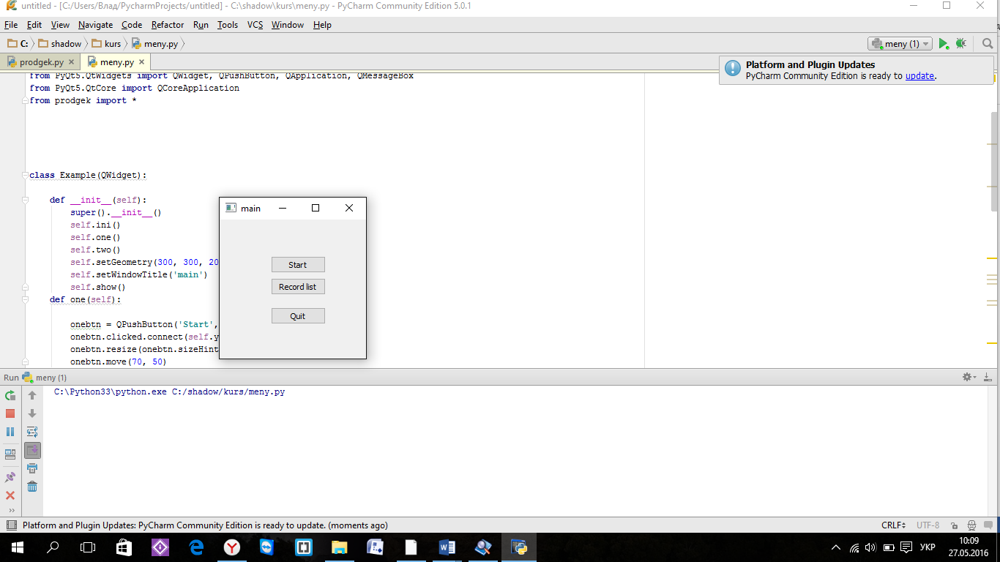 untitled - [C:/Users/Влад/PycharmProjects/untitled] - C:\shadow\kurs\meny.py - PyCharm Community Edition 5.0.1
File Edit View Navigate Code Refactor Run Tools VCS Window Help
C: shadow kurs meny.py
meny (1)
prodgek.py meny.py
Platform and Plugin Updates
PyCharm Community Edition is ready to update.
from PyQt5.QtWidgets import QWidget, QPushButton, QApplication, QMessageBox
from PyQt5.QtCore import QCoreApplication
from prodgek import *
class Example(QWidget):
def __init__(self):
super().__init__()
self.ini()
self.one()
self.two()
self.setGeometry(300, 300, 20
self.setWindowTitle('main')
self.show()
def one(self):
onebtn = QPushButton('Start',
onebtn.clicked.connect(self.y
onebtn.resize(onebtn.sizeHint
onebtn.move(70, 50)
main
Start
Record list
Quit
Run meny (1)
C:\Python33\python.exe C:/shadow/kurs/meny.py
Platform and Plugin Updates: PyCharm Community Edition is ready to update. (moments ago)
CRLF UTF-8
УКР
10:09
27.05.2016